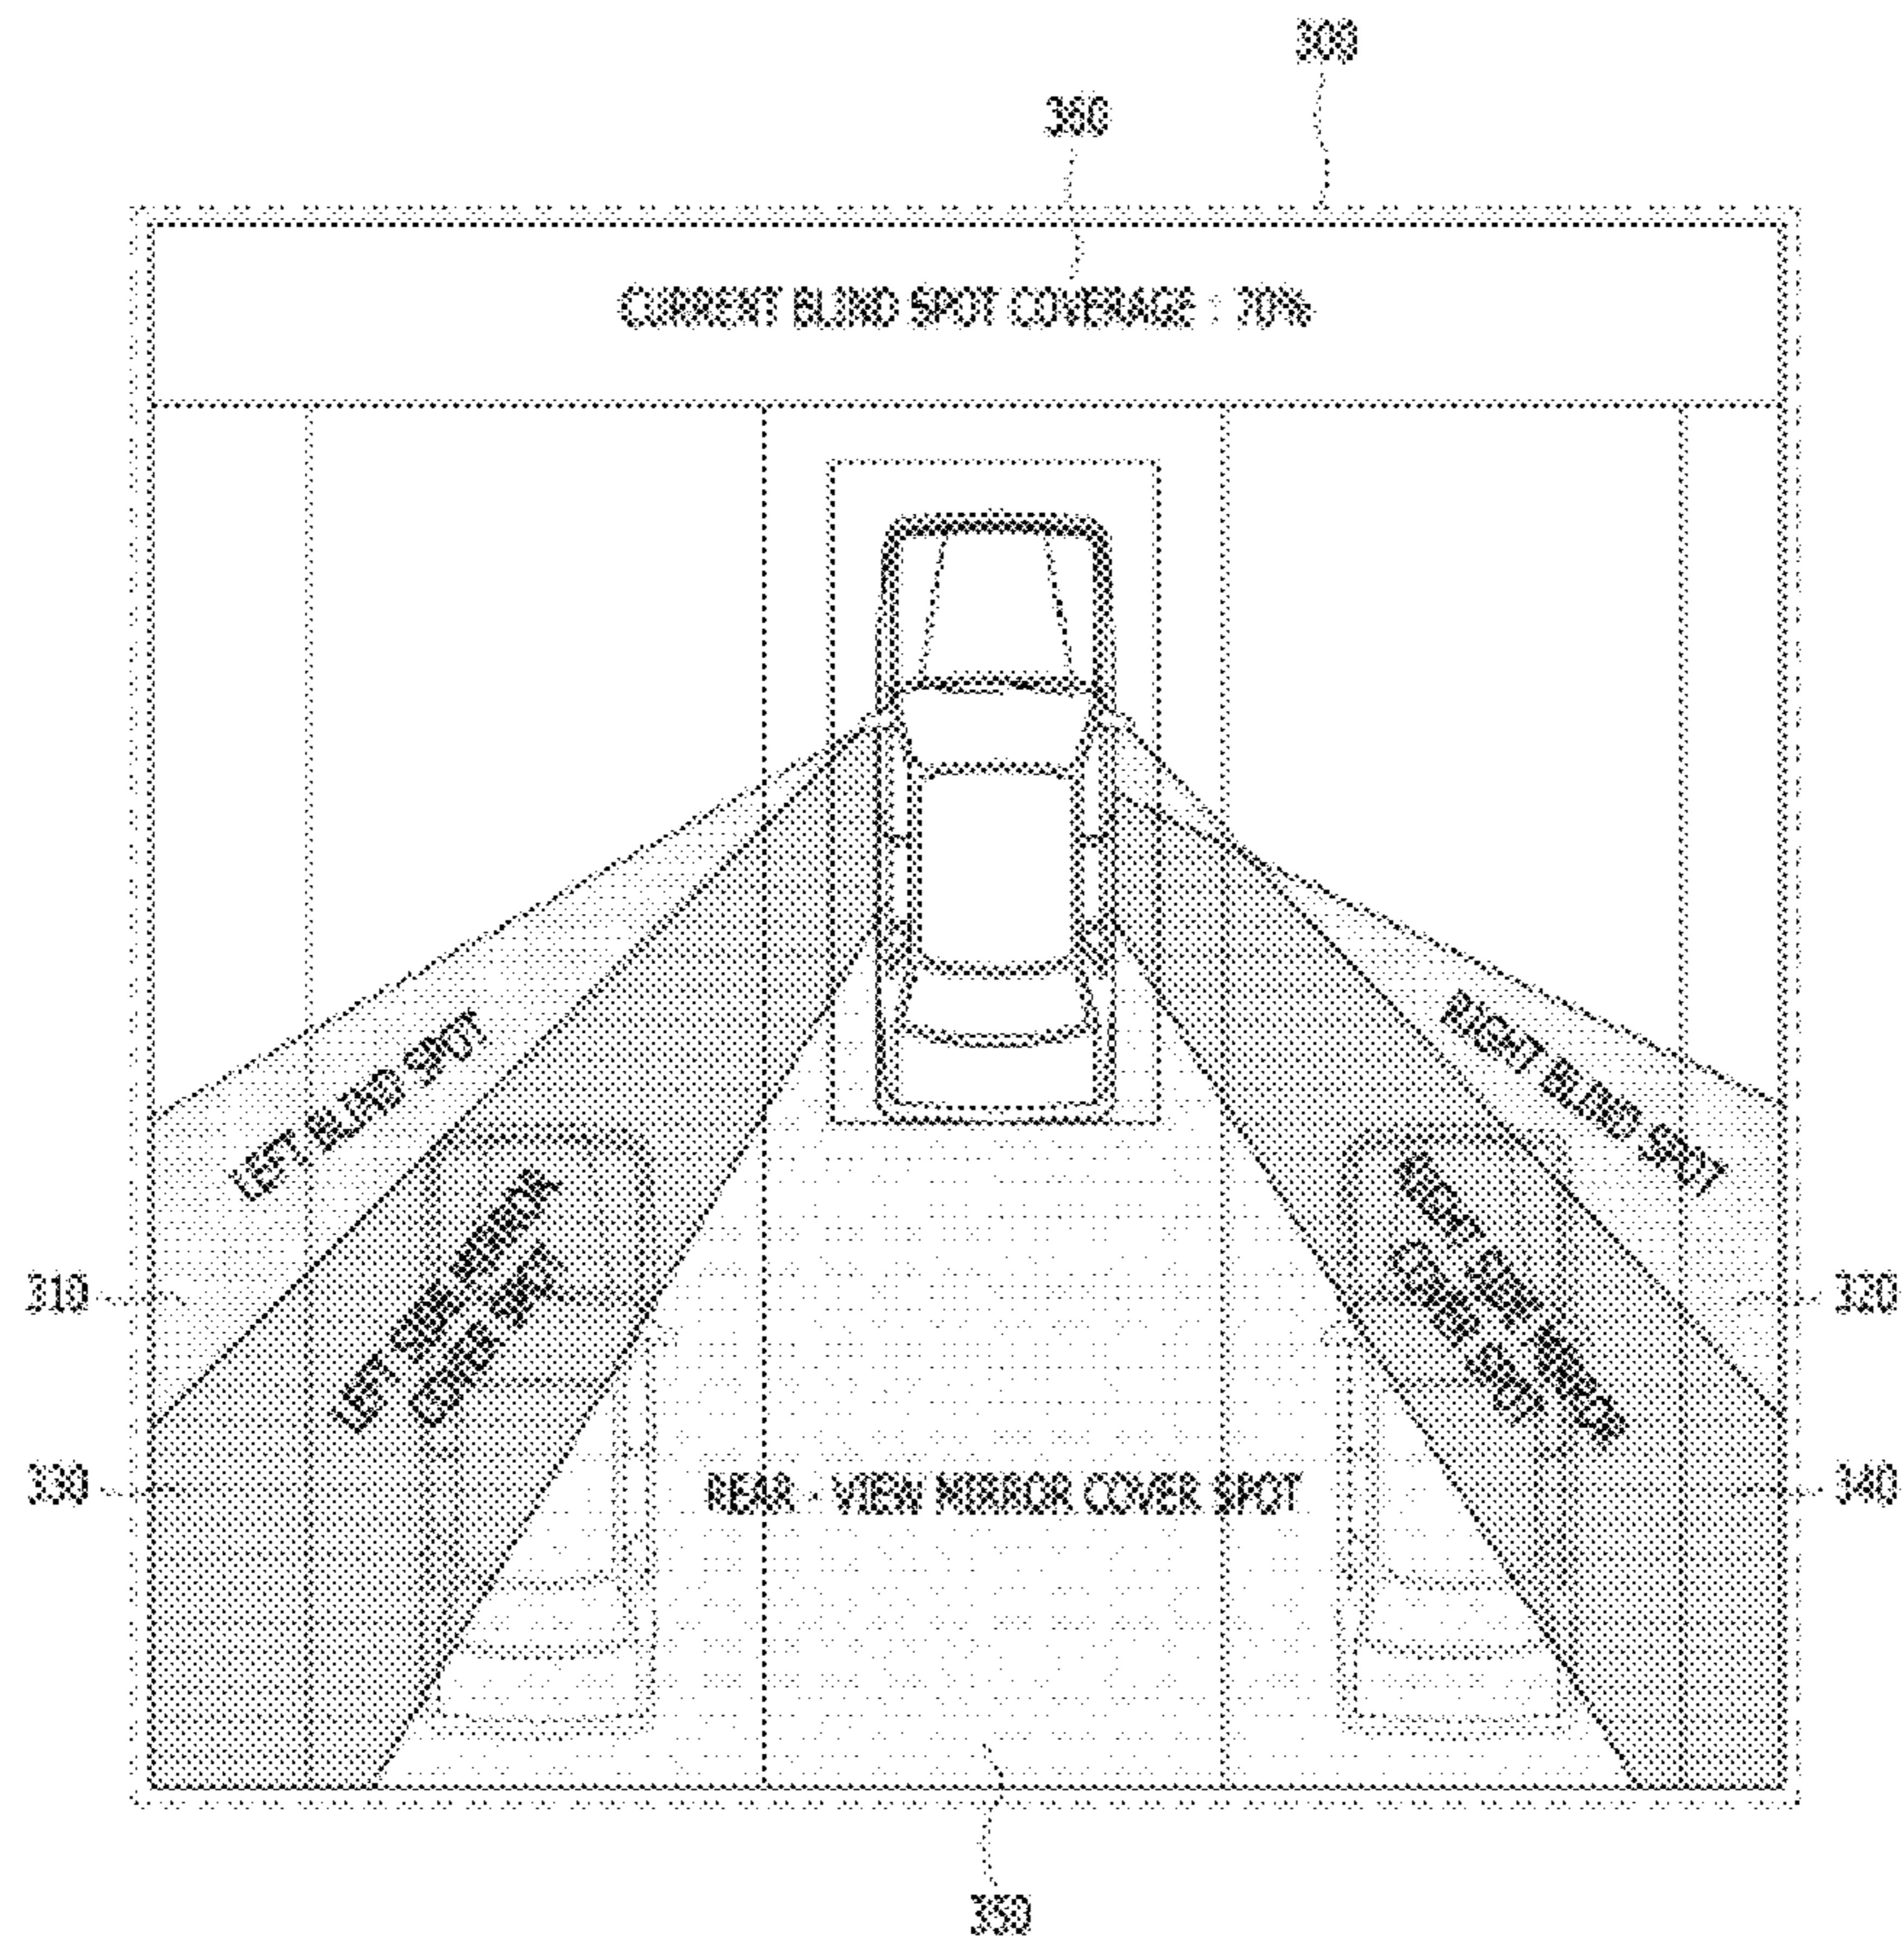 300
360
CURRENT BLIND SPOT COVERAGE : 70%
LEFT BLIND SPOT
RIGHT BLIND SPOT
LEFT SIDE MIRROR
COVER SPOT
RIGHT SIDE MIRROR
COVER SPOT
310
320
330
REAR - VIEW MIRROR COVER SPOT
340
350